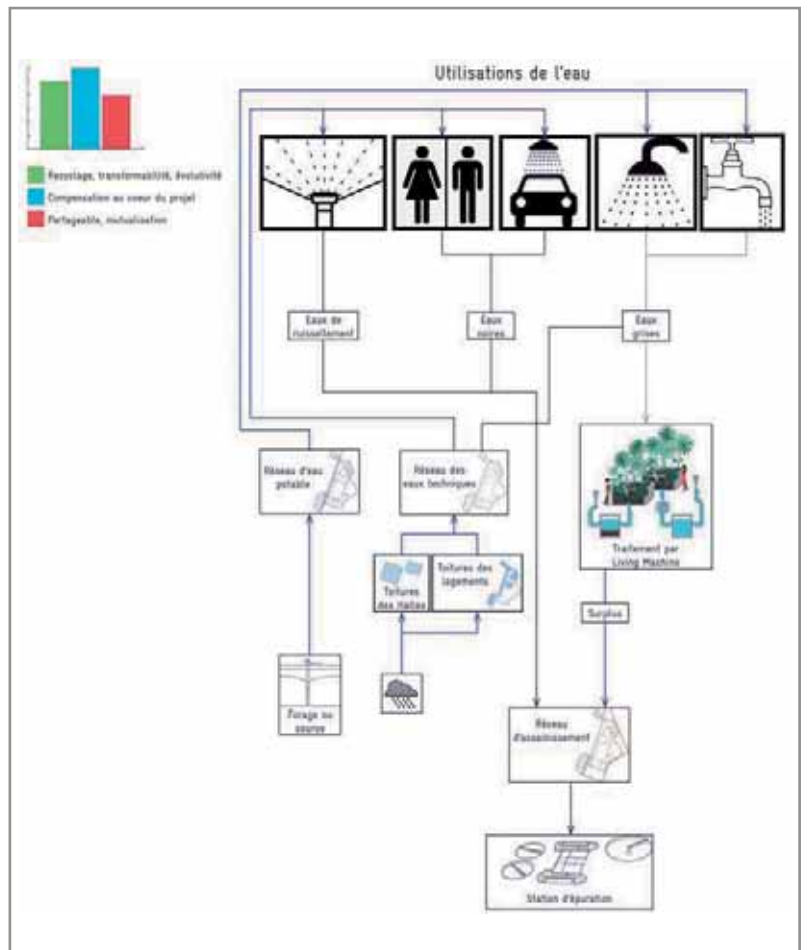 Utilisations de l'eau
Recyclage, transformabilité, évolutivité
Compensation au coeur du projet
Partageable, mutualisation
Eaux de
ruissellement
Eaux
noires
Eaux
grises
Réseau d'eau
potable
Réseau des
eaux techniques
Traitement par
Living Machine
Toitures
des Halles
Toitures des
logements
Surplus
Forage ou
source
Réseau
d'assainissement
Station d'épuration